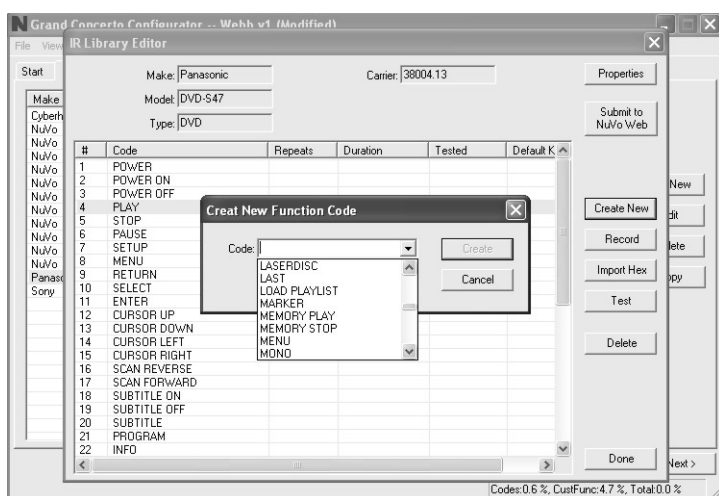 Grand Concerto Configurator -- Webb v1 (Modified)
File View
IR Library Editor
Start
Make: Panasonic
Carrier: 38004.13
Properties
Model: DVD-S47
Type: DVD
Submit to
NuVo Web
Make
Cyberh
NuVo
NuVo
NuVo
NuVo
NuVo
NuVo
NuVo
NuVo
NuVo
NuVo
NuVo
Panaso
Sony
# Code Repeats Duration Tested Default K
1 POWER
2 POWER ON
3 POWER OFF
4 PLAY
5 STOP
6 PAUSE
7 SETUP
8 MENU
9 RETURN
10 SELECT
11 ENTER
12 CURSOR UP
13 CURSOR DOWN
14 CURSOR LEFT
15 CURSOR RIGHT
16 SCAN REVERSE
17 SCAN FORWARD
18 SUBTITLE ON
19 SUBTITLE OFF
20 SUBTITLE
21 PROGRAM
22 INFO
Creat New Function Code
Code:
Create
Cancel
LASERDISC
LAST
LOAD PLAYLIST
MARKER
MEMORY PLAY
MEMORY STOP
MENU
MONO
Create New
Record
Import Hex
Test
Delete
Done
New
dit
lete
opy
Next >
Codes:0.6 %, CustFunc:4.7 %, Total:0.0 %